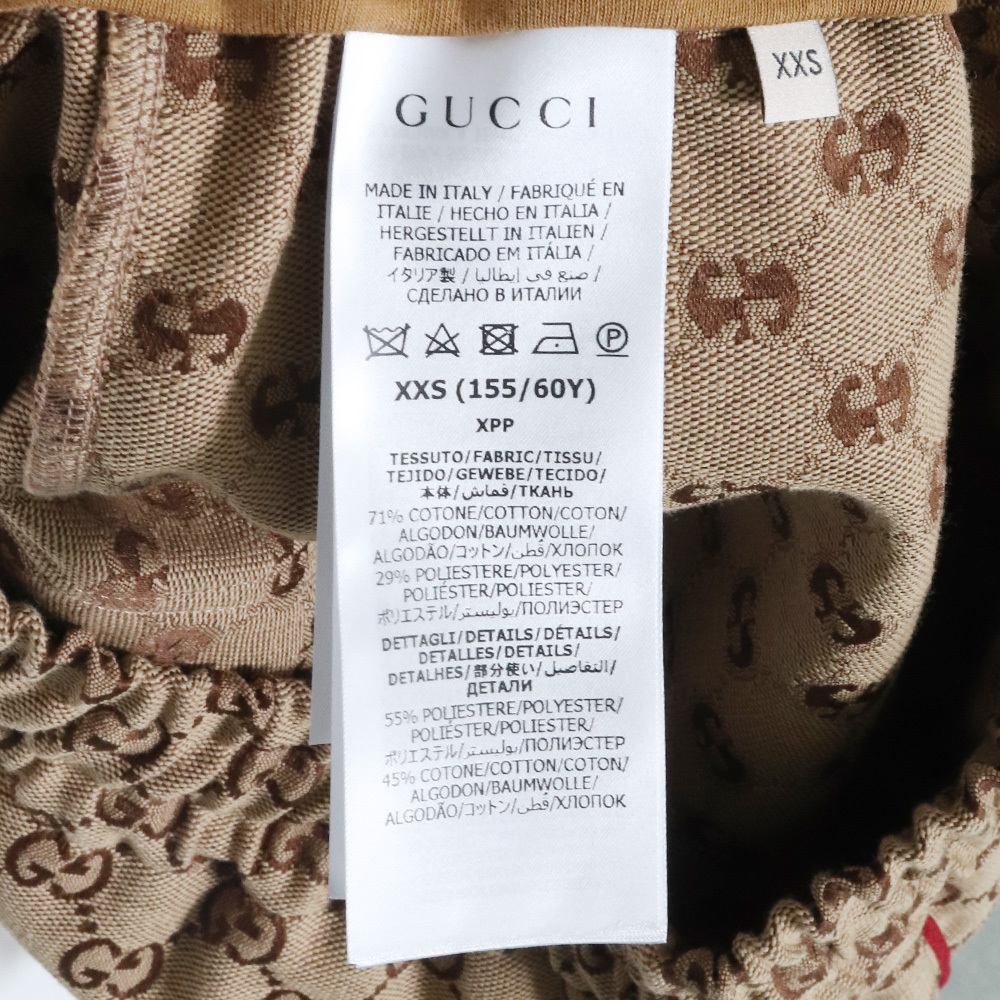 GUCCI
XXS
MADE IN ITALY / FABRIQUÉ EN
ITALIE / HECHO EN ITALIA /
HERGESTELLT IN ITALIEN /
FABRICADO EM ITÁLIA /
イタリア製 / صنع في إيطاليا /
СДЕЛАНО В ИТАЛИИ
P
XXS (155/60Y)
XPP
TESSUTO/FABRIC/TISSU/
TEJIDO/GEWEBE/TECIDO/
本体/قماش/ТКАНЬ
71% COTONE/COTTON/COTON/
ALGODON/BAUMWOLLE/
ALGODÃO/コットン/قطن/ХЛОПОК
29% POLIESTERE/POLYESTER/
POLIÉSTER/POLIESTER/
ポリエステル/بوليستر/ПОЛИЭСТЕР
DETTAGLI/DETAILS/DÉTAILS/
DETALLES/DETAILS/
DETALHES/部分使い/التفاصيل/
ДЕТАЛИ
55% POLIESTERE/POLYESTER/
POLIÉSTER/POLIESTER/
ポリエステル/بوليستر/ПОЛИЭСТЕР
45% COTONE/COTTON/COTON/
ALGODON/BAUMWOLLE/
ALGODÃO/コットン/قطن/ХЛОПОК